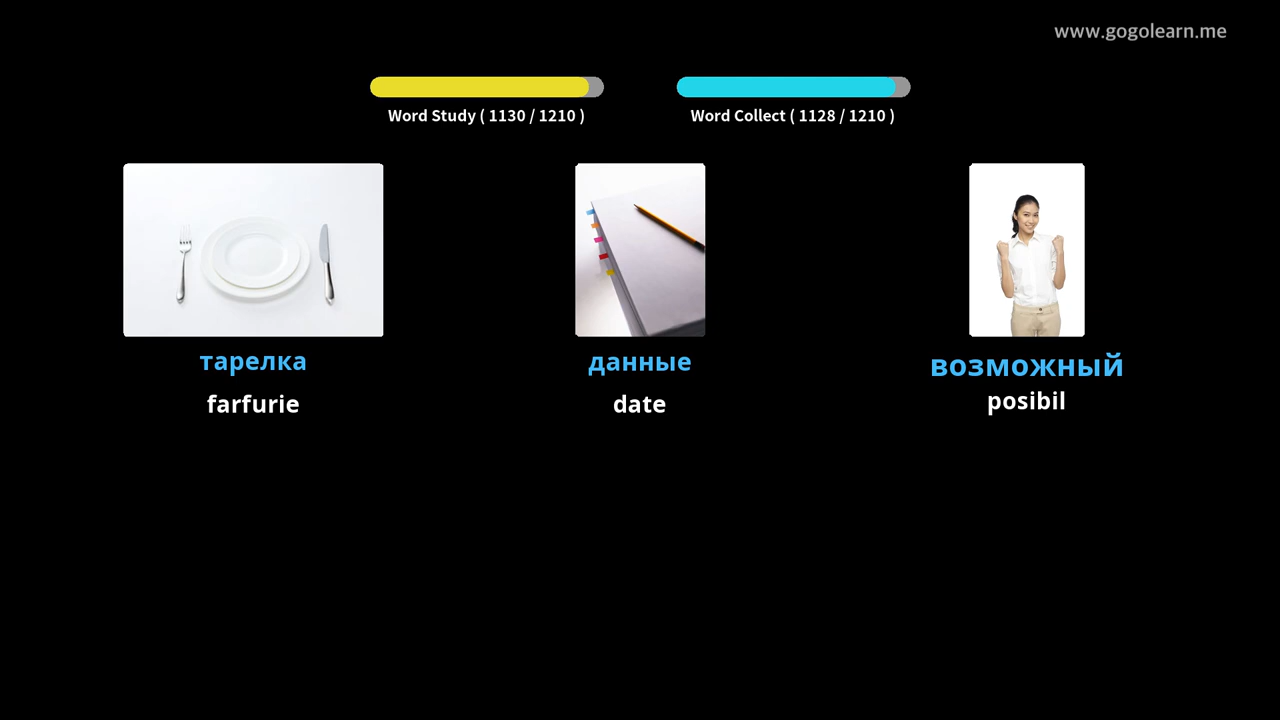 www.gogolearn.me
Word Study ( 1130 / 1210 )
Word Collect ( 1128 / 1210 )
тарелка
данные
возможный
farfurie
date
posibil